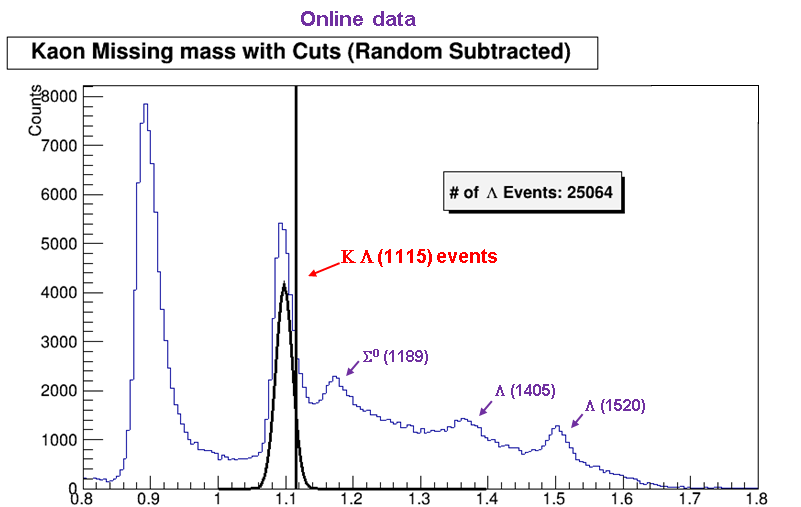 Online data
Kaon Missing mass with Cuts (Random Subtracted)
Counts
8000
7000
6000
5000
4000
3000
2000
1000
0
# of Λ Events: 25064
K Λ (1115) events
Σ⁰ (1189)
Λ (1405)
Λ (1520)
0.8 0.9 1 1.1 1.2 1.3 1.4 1.5 1.6 1.7 1.8